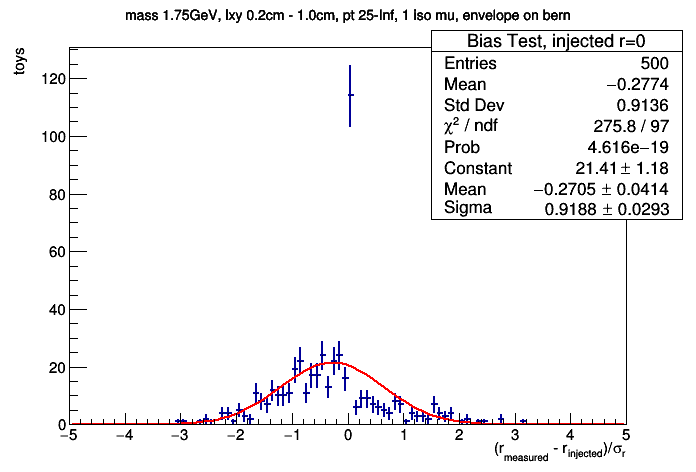 mass 1.75GeV, lxy 0.2cm - 1.0cm, pt 25-Inf, 1 Iso mu, envelope on bern
Bias Test, injected r=0
Entries 500
Mean −0.2774
Std Dev 0.9136
χ² / ndf 275.8 / 97
Prob 4.616e−19
Constant 21.41 ± 1.18
Mean −0.2705 ± 0.0414
Sigma 0.9188 ± 0.0293
toys
120
100
80
60
40
20
0
−5 −4 −3 −2 −1 0 1 2 3 4 5
(r_measured - r_injected)/σ_r